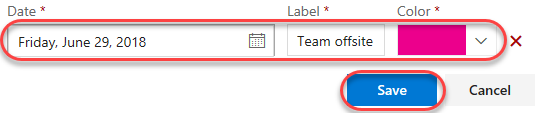 Date * Label * Color *
Friday, June 29, 2018 Team offsite
Save Cancel